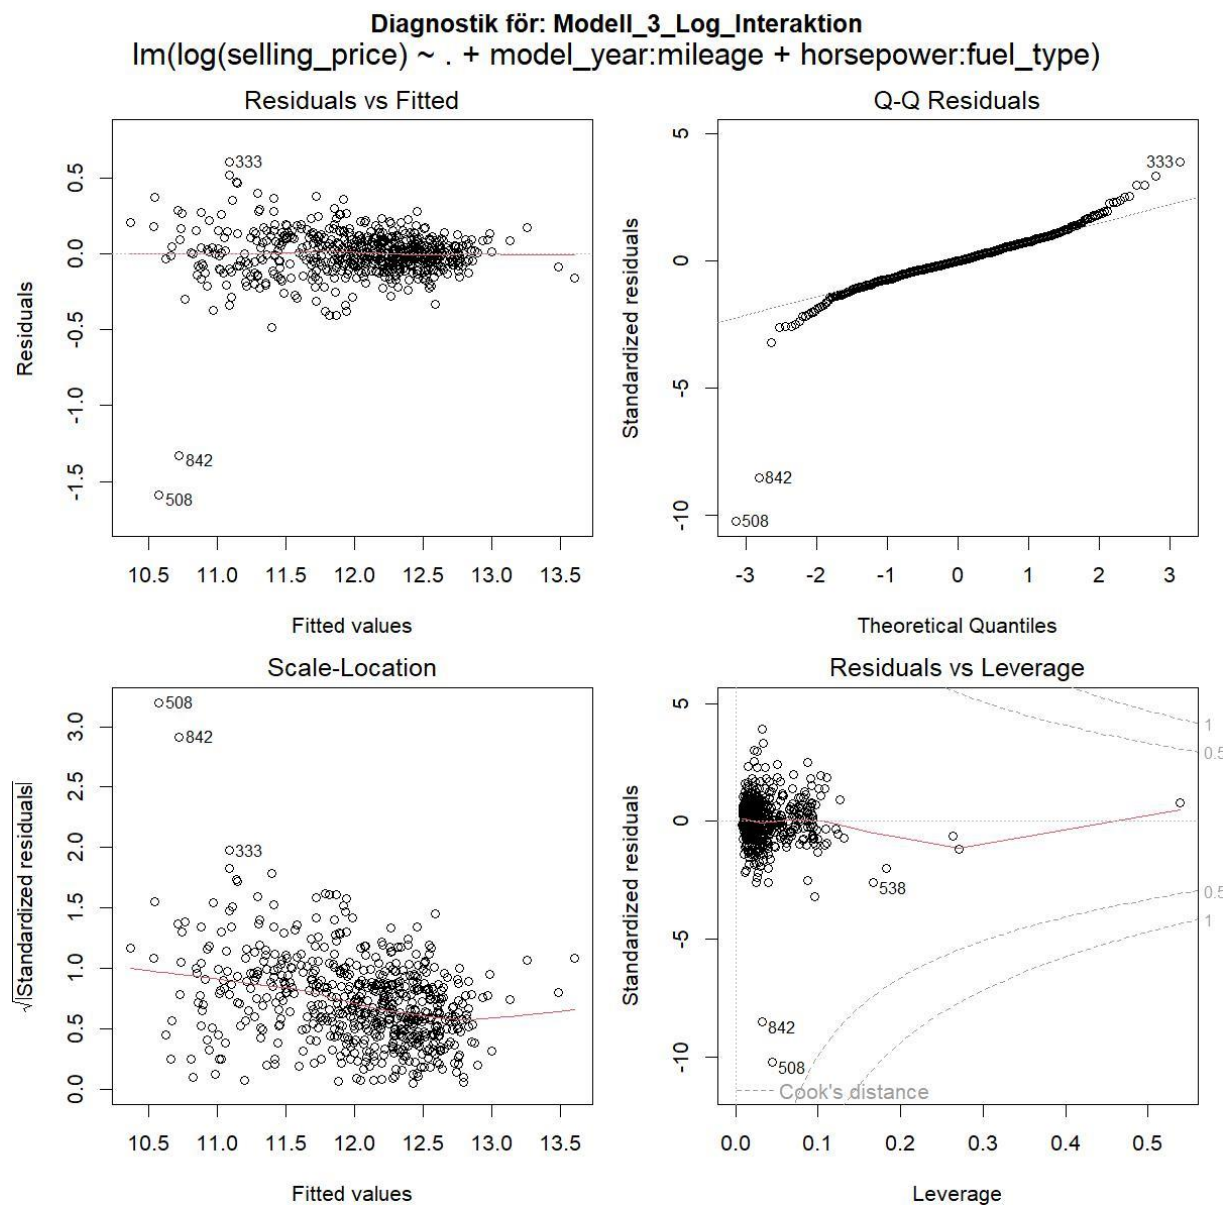 Diagnostik för: Modell_3_Log_Interaktion
lm(log(selling_price) ~ . + model_year:mileage + horsepower:fuel_type)
Residuals vs Fitted
Residuals
0.5
0.0
-0.5
-1.0
-1.5
333
842
508
10.5 11.0 11.5 12.0 12.5 13.0 13.5
Fitted values
Q-Q Residuals
Standardized residuals
5
0
-5
-10
333
842
508
-3 -2 -1 0 1 2 3
Theoretical Quantiles
Scale-Location
√|Standardized residuals|
3.0
2.5
2.0
1.5
1.0
0.5
0.0
508
842
333
10.5 11.0 11.5 12.0 12.5 13.0 13.5
Fitted values
Residuals vs Leverage
Standardized residuals
5
0
-5
-10
1
0.5
0.5
1
538
842
508
Cook's distance
0.0 0.1 0.2 0.3 0.4 0.5
Leverage